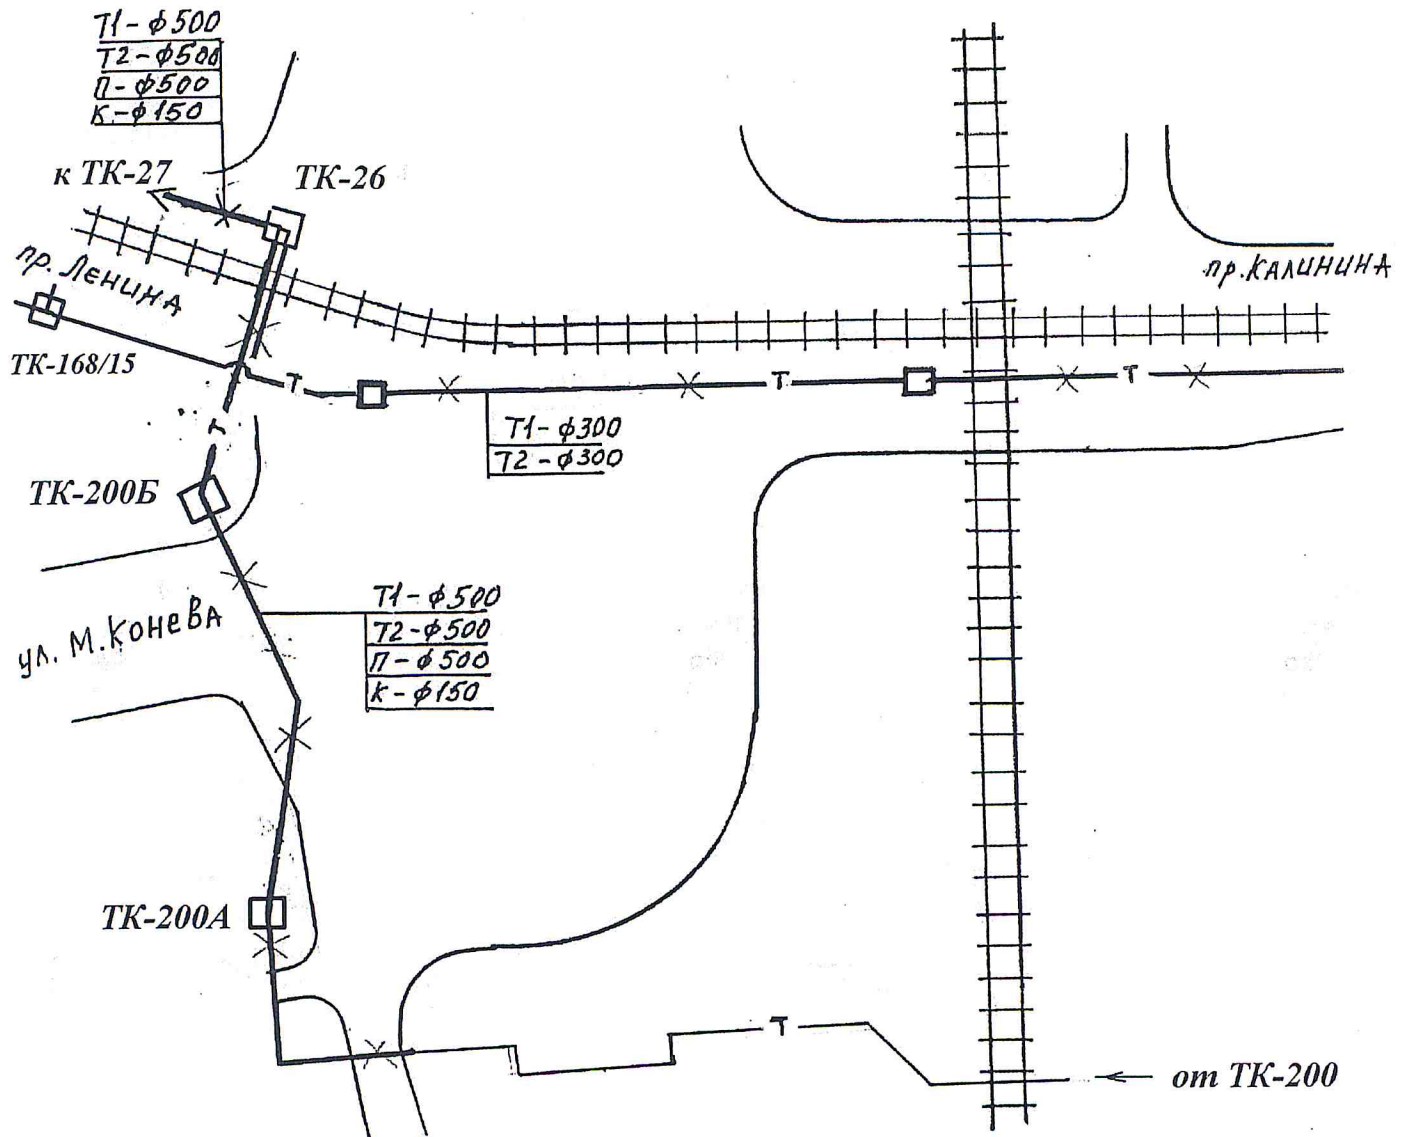 Т1-ф500
Т2-ф500
П-ф500
К-ф150
к ТК-27
ТК-26
пр. ЛЕНИНА
пр. КАЛИНИНА
ТК-168/15
Т
Т
Т
Т1-ф300
Т2-ф300
Т
ТК-200Б
Т1-ф500
Т2-ф500
П-ф500
К-ф150
ул. М. КОНЕВА
ТК-200А
Т
от ТК-200